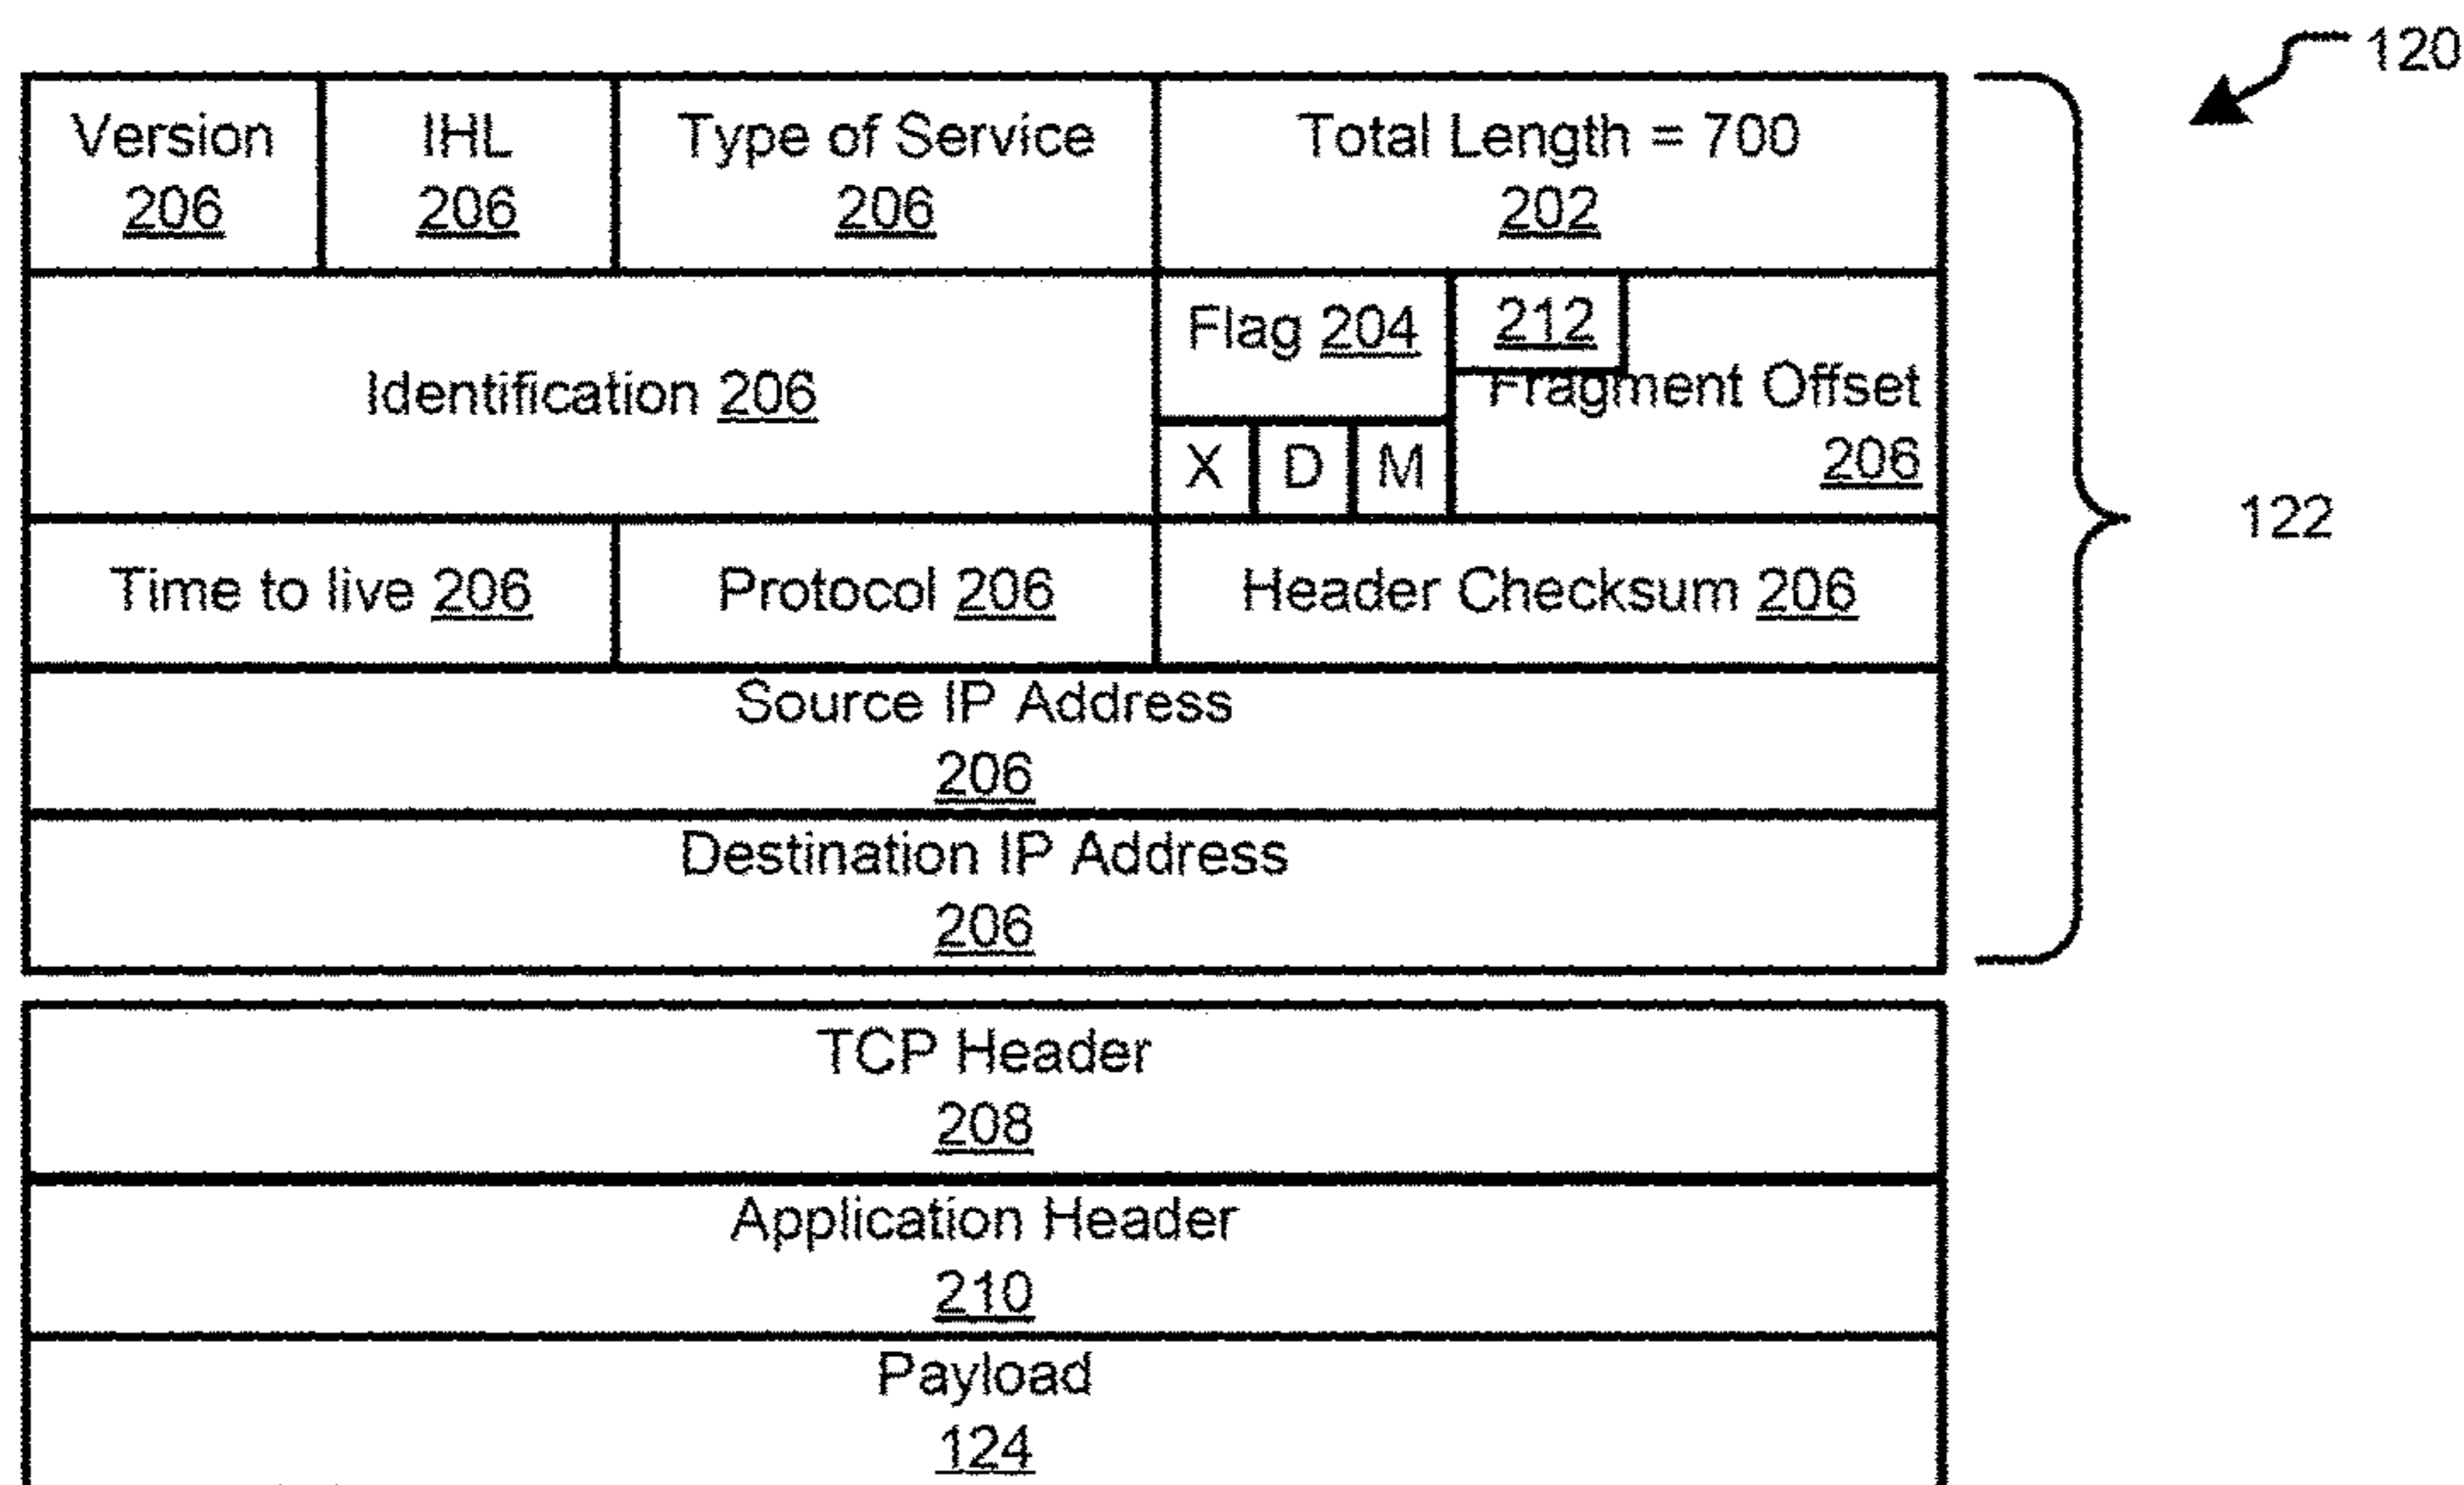 120
Version IHL Type of Service Total Length = 700
206 206 206 202
Flag 204 212
Identification 206 Fragment Offset
X D M 206
122
Time to live 206 Protocol 206 Header Checksum 206
Source IP Address
206
Destination IP Address
206
TCP Header
208
Application Header
210
Payload
124